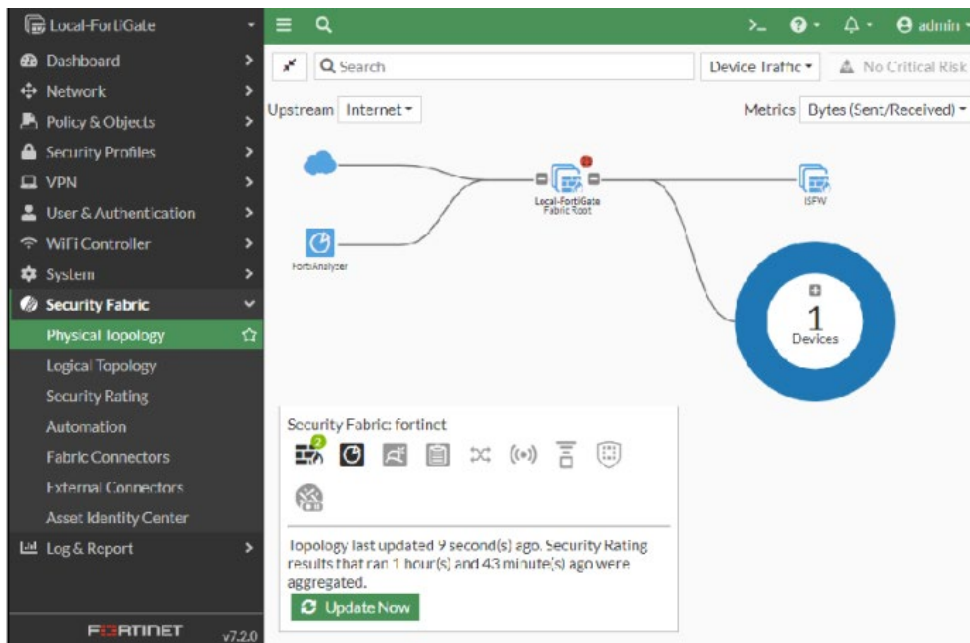 Local-FortiGate
admin
Dashboard
Network
Policy & Objects
Security Profiles
VPN
User & Authentication
WiFi Controller
System
Security Fabric
Physical Topology
Logical Topology
Security Rating
Automation
Fabric Connectors
External Connectors
Asset Identity Center
Log & Report
FORTINET
v7.2.0
Search
Device Traffic
No Critical Risk
Upstream Internet
Metrics Bytes (Sent/Received)
Local-FortiGate
Fabric Root
ISFW
FortiAnalyzer
1
Devices
Security Fabric: fortinet
2
Topology last updated 9 second(s) ago. Security Rating
results that ran 1 hour(s) and 43 minute(s) ago were
aggregated.
Update Now